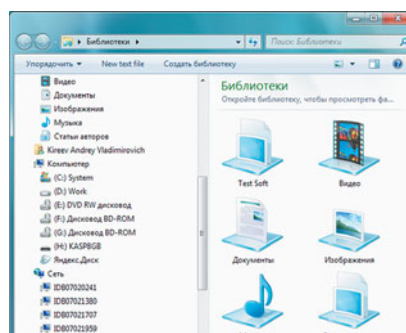 Библиотеки
Поиск: Библиотеки
Упорядочить
New text file
Создать библиотеку
Видео
Документы
Изображения
Музыка
Статьи авторов
Kireev Andrey Vladimirovich
Компьютер
(C:) System
(D:) Work
(E:) DVD RW дисковод
(F:) Дисковод BD-ROM
(G:) Дисковод BD-ROM
(H:) KASP8GB
Яндекс.Диск
Сеть
IDB07020241
IDB07021380
IDB07021707
IDB07021959
Библиотеки
Откройте библиотеку, чтобы просмотреть фа...
Test Soft
Видео
Документы
Изображения